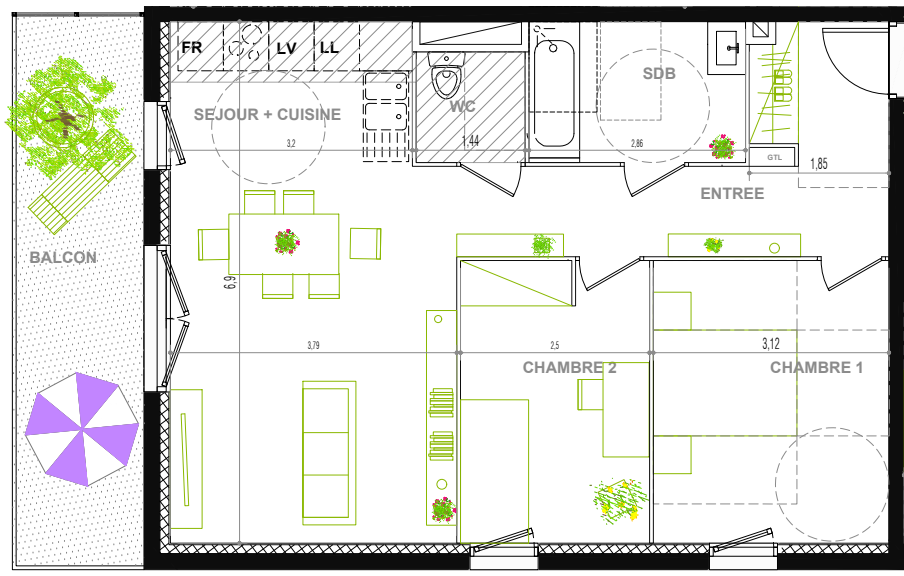 FR LV LL
SDB
SEJOUR + CUISINE
WC
3,2
1,44
2,86
GTL
1,85
ENTREE
BALCON
6,9
3,79
2,5
3,12
CHAMBRE 2
CHAMBRE 1